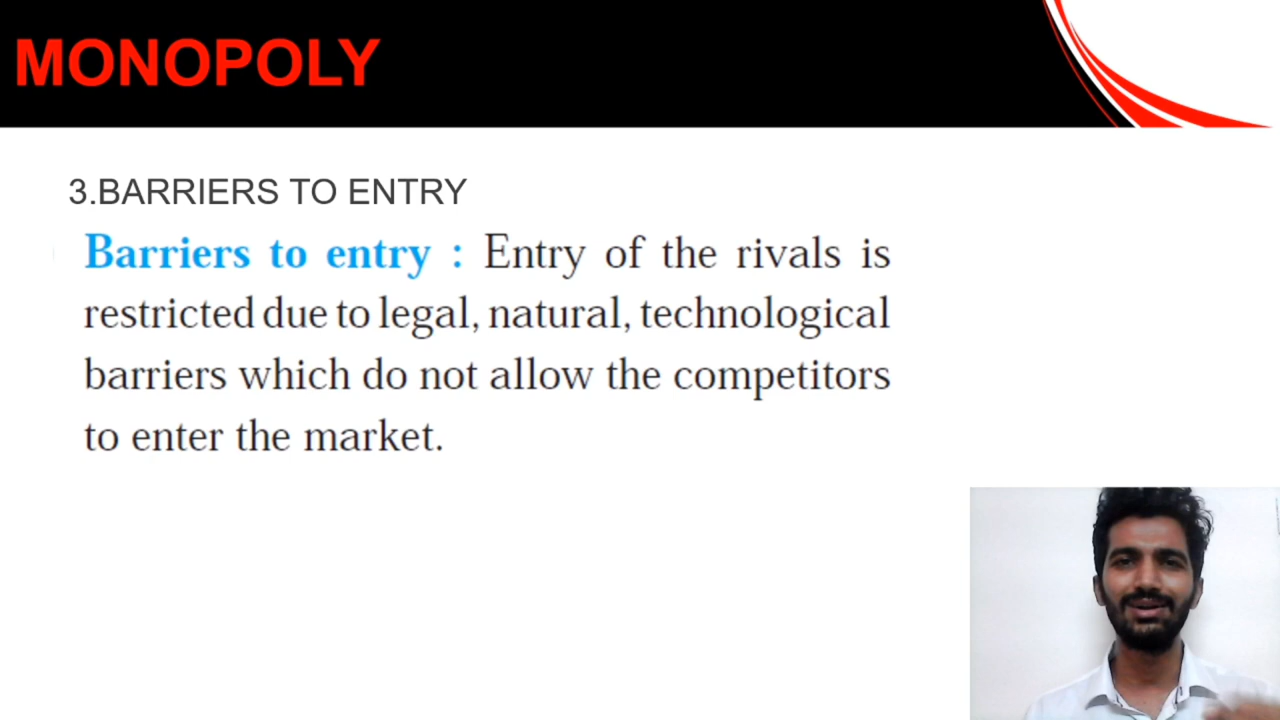 MONOPOLY
3.BARRIERS TO ENTRY
Barriers to entry : Entry of the rivals is
restricted due to legal, natural, technological
barriers which do not allow the competitors
to enter the market.